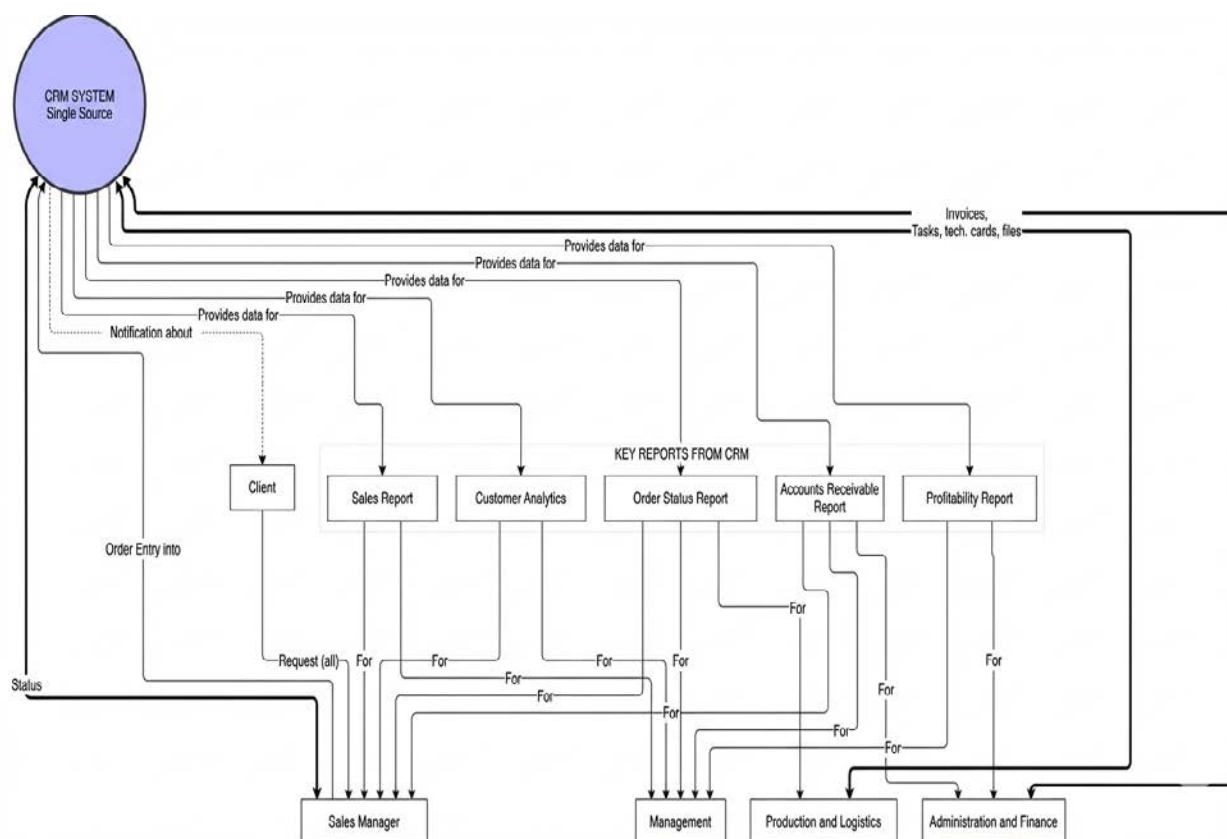 CRM SYSTEM
Single Source
Invoices,
Tasks, tech. cards, files
Provides data for
Provides data for
Provides data for
Provides data for
Provides data for
Notification about
KEY REPORTS FROM CRM
Client
Sales Report
Customer Analytics
Order Status Report
Accounts Receivable
Report
Profitability Report
Order Entry into
For
Request (all)
For
For
For
For
For
For
Status
For
For
For
For
For
Sales Manager
Management
Production and Logistics
Administration and Finance